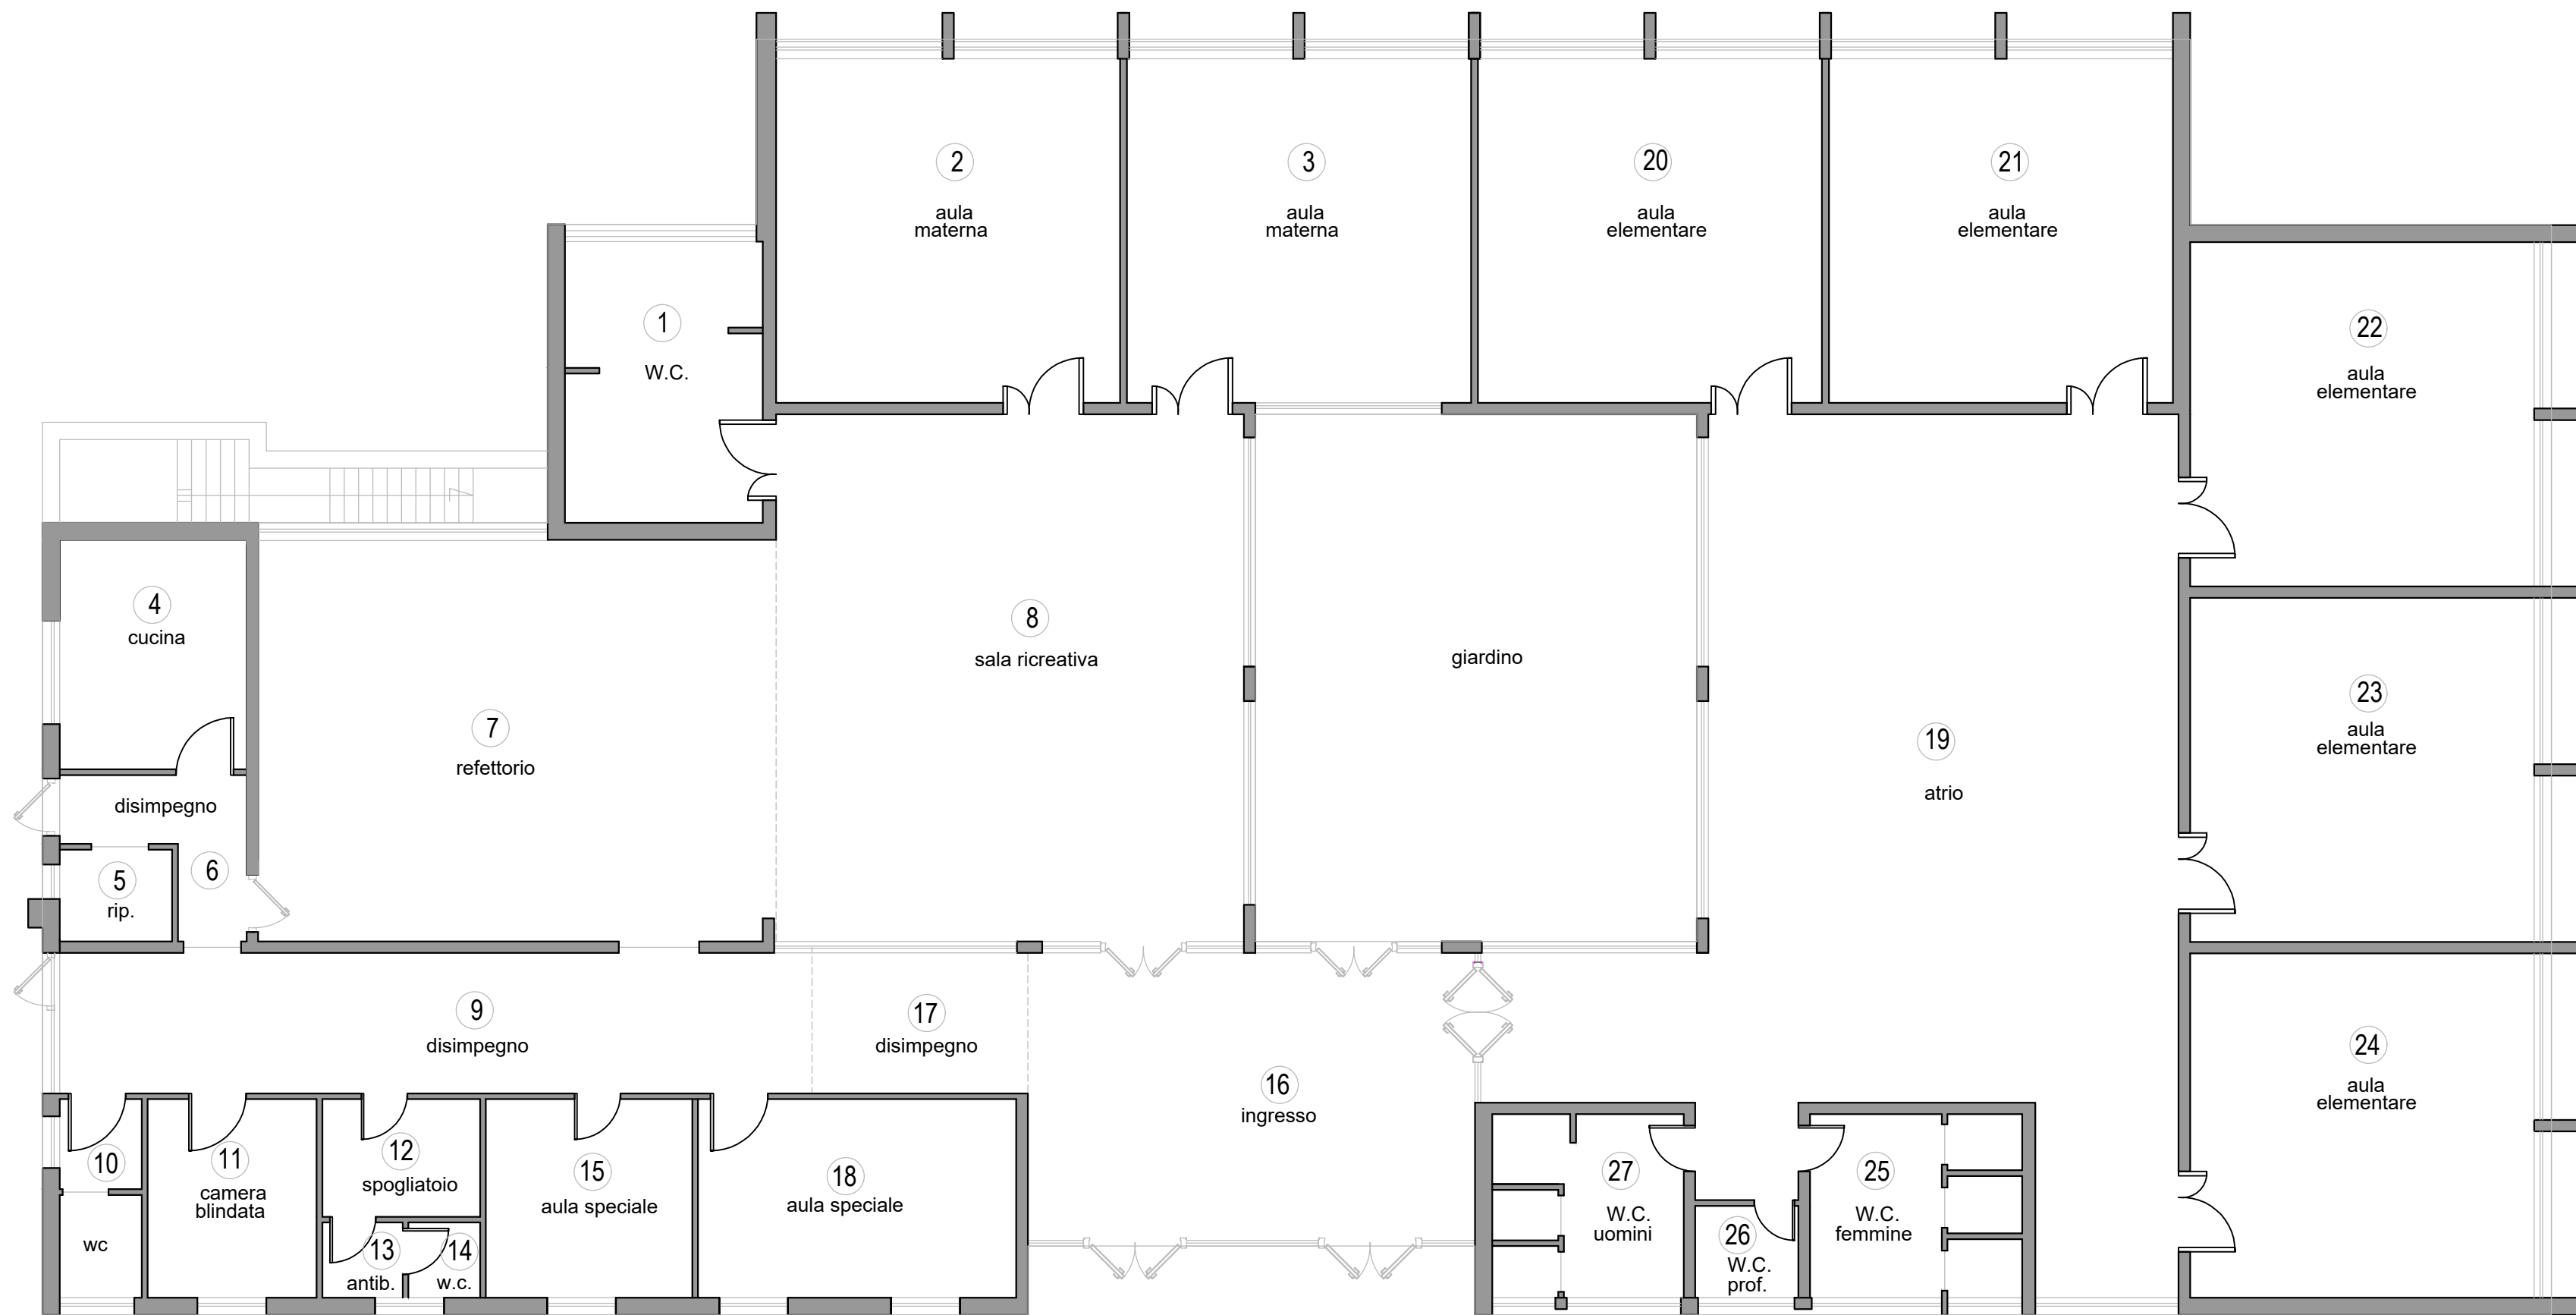 2
aula
materna
3
aula
materna
20
aula
elementare
21
aula
elementare
1
W.C.
22
aula
elementare
4
cucina
8
sala ricreativa
giardino
7
refettorio
23
aula
elementare
19
atrio
disimpegno
6
5
rip.
9
disimpegno
17
disimpegno
16
ingresso
24
aula
elementare
10
wc
11
camera
blindata
12
spogliatoio
13
antib.
14
w.c.
15
aula speciale
18
aula speciale
27
W.C.
uomini
26
W.C.
prof.
25
W.C.
femmine